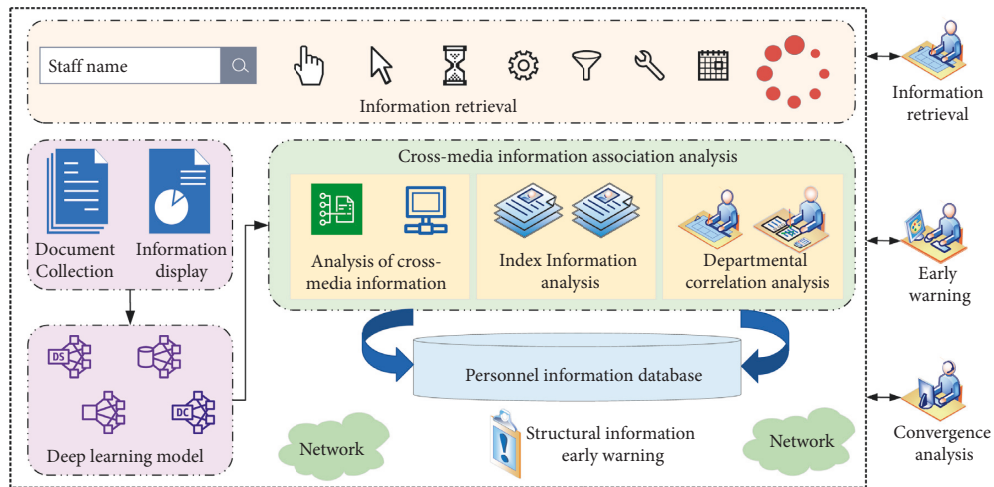 Staff name
Information retrieval
Information
retrieval
Cross-media information association analysis
Document
Collection
Information
display
Analysis of cross-
media information
Index Information
analysis
Departmental
correlation analysis
Early
warning
DS
DC
Deep learning model
Personnel information database
Network
Structural information
early warning
Network
Convergence
analysis